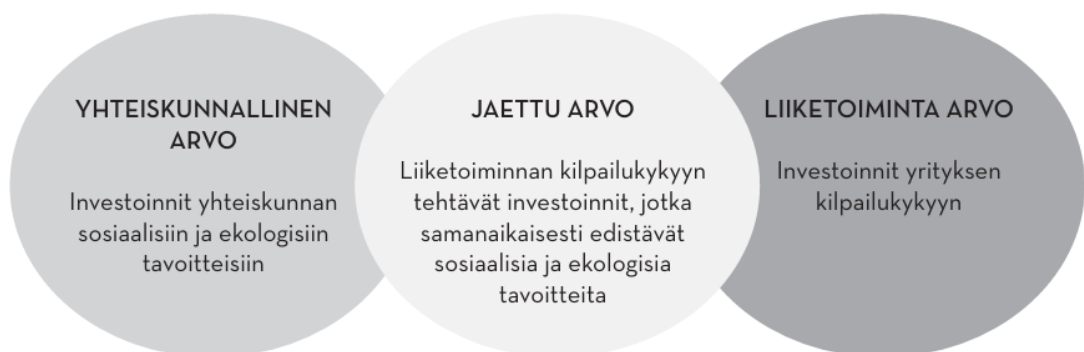 YHTEISKUNNALLINEN
ARVO
Investoinnit yhteiskunnan
sosiaalisiin ja ekologisiin
tavoitteisiin
JAETTU ARVO
Liiketoiminnan kilpailukykyyn
tehtävät investoinnit, jotka
samanaikaisesti edistävät
sosiaalisia ja ekologisia
tavoitteita
LIIKETOIMINTA ARVO
Investoinnit yrityksen
kilpailukykyyn